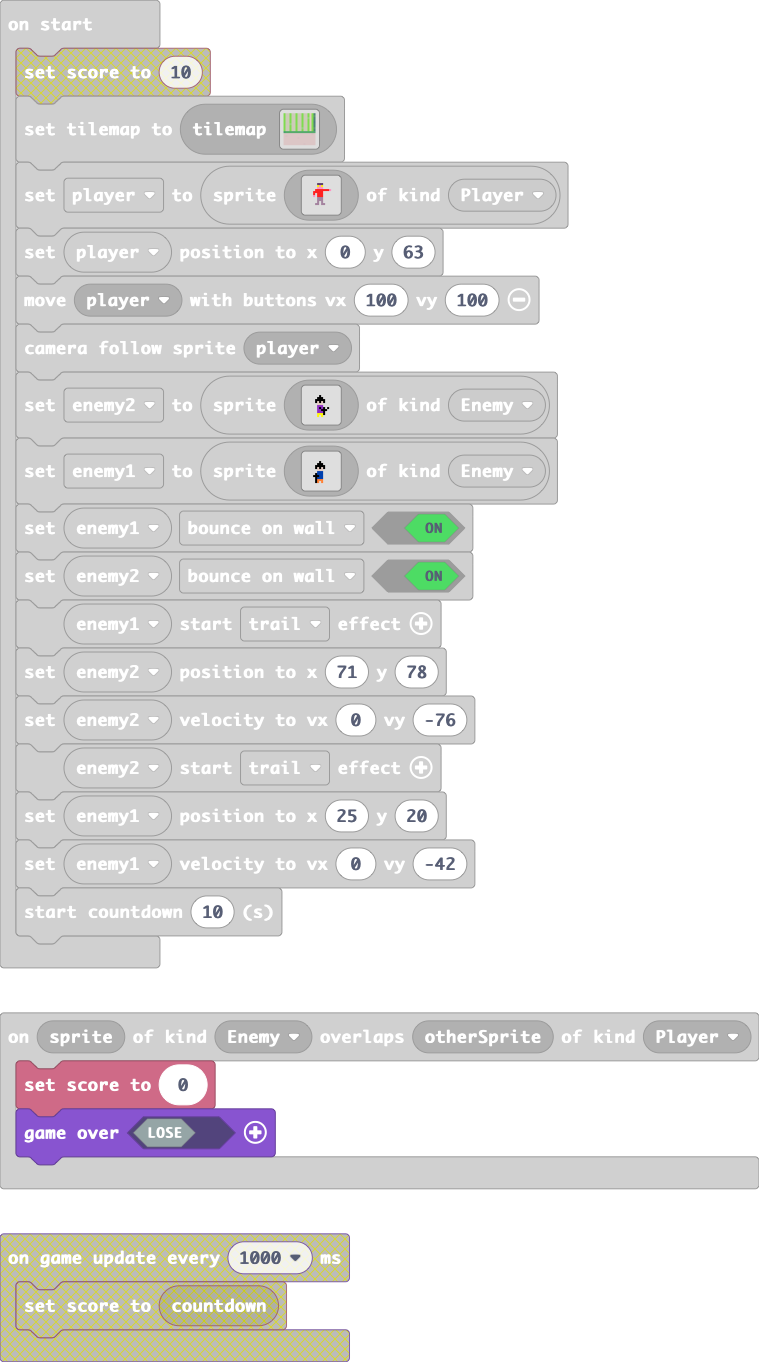 on start
set score to 10
set tilemap to tilemap
set player to sprite of kind Player
set player position to x 0 y 63
move player with buttons vx 100 vy 100
camera follow sprite player
set enemy2 to sprite of kind Enemy
set enemy1 to sprite of kind Enemy
set enemy1 bounce on wall ON
set enemy2 bounce on wall ON
enemy1 start trail effect
set enemy2 position to x 71 y 78
set enemy2 velocity to vx 0 vy -76
enemy2 start trail effect
set enemy1 position to x 25 y 20
set enemy1 velocity to vx 0 vy -42
start countdown 10 (s)
on sprite of kind Enemy overlaps otherSprite of kind Player
set score to 0
game over LOSE
on game update every 1000 ms
set score to countdown